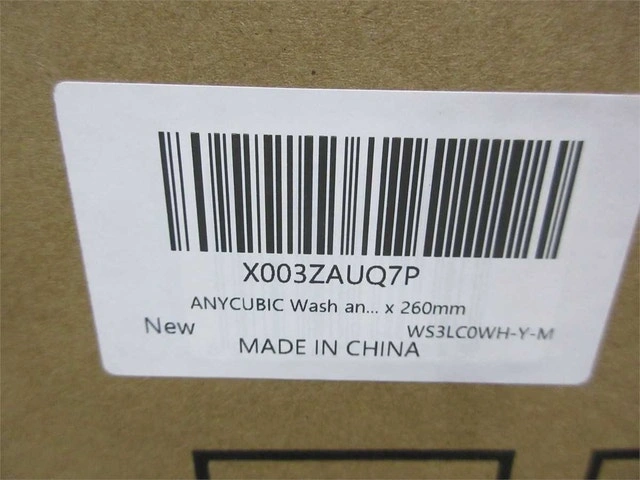 X003ZAUQ7P
ANYCUBIC Wash an... x 260mm
New WS3LC0WH-Y-M
MADE IN CHINA